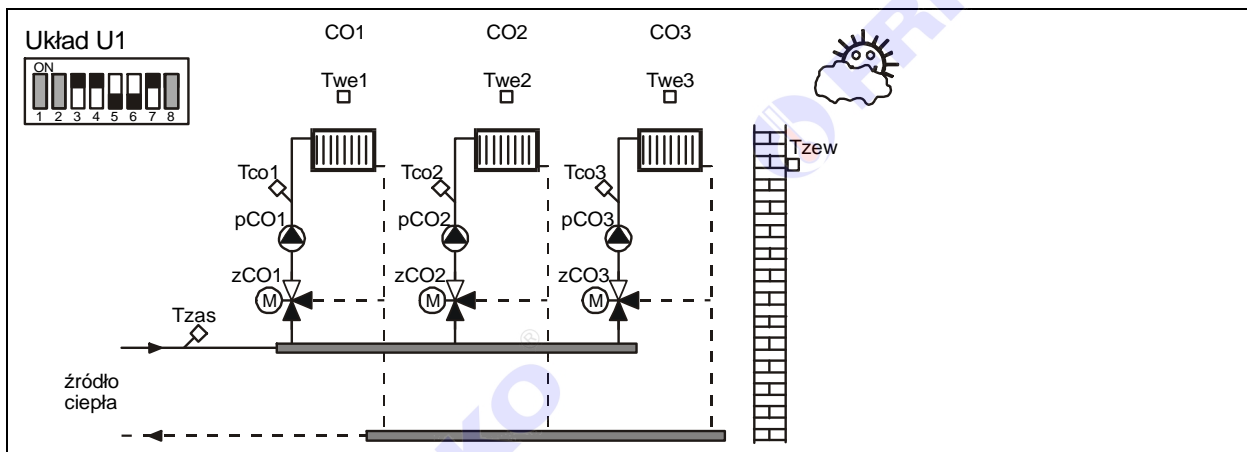 Układ U1
ON
1 2 3 4 5 6 7 8
CO1 CO2 CO3
Twe1 Twe2 Twe3
Tzew
Tco1 Tco2 Tco3
pCO1 pCO2 pCO3
zCO1 zCO2 zCO3
M M M
Tzas
źródło
ciepła
KO ®